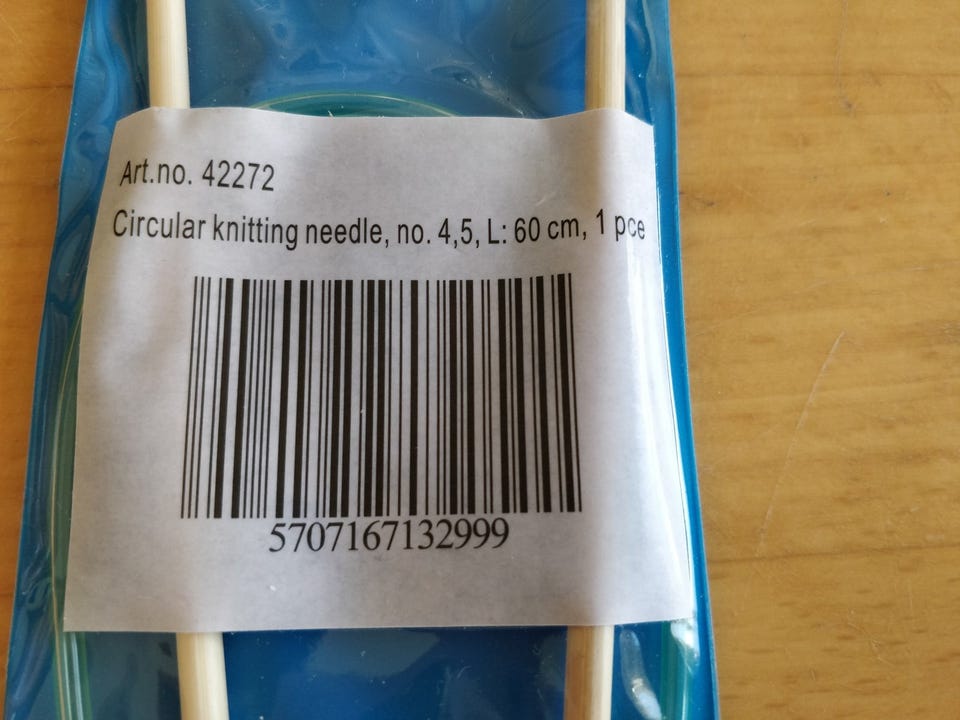 Art.no. 42272
Circular knitting needle, no. 4,5, L: 60 cm, 1 pce
5707167132999